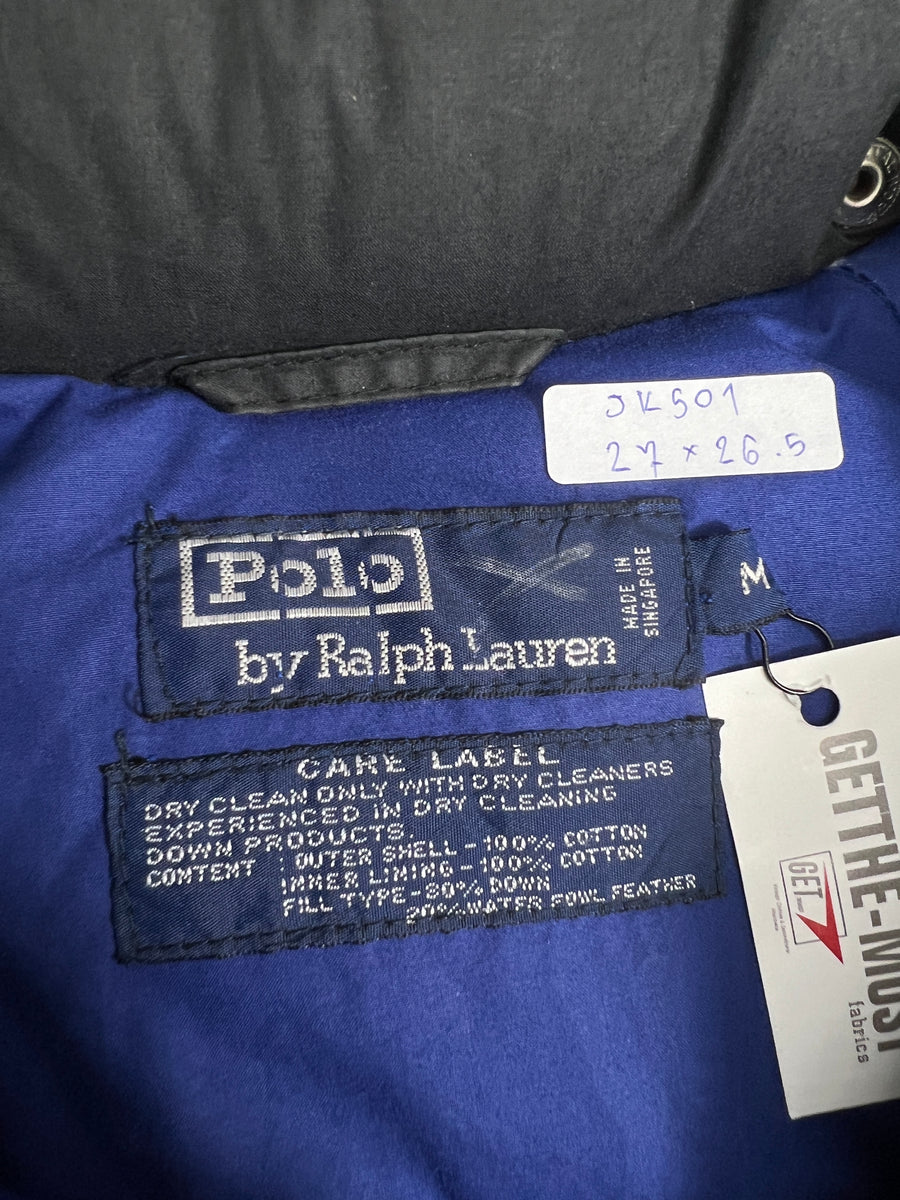 JK501
27 x 26.5
Polo
by Ralph Lauren
MADE IN
SINGAPORE
M
CARE LABEL
DRY CLEAN ONLY WITH DRY CLEANERS
EXPERIENCED IN DRY CLEANING
DOWN PRODUCTS.
CONTENT OUTER SHELL-100% COTTON
INNER LINING-100% COTTON
FILL TYPE-80% DOWN
20% WATER FOWL FEATHER
GETTHE-MOST
fabrics
GET